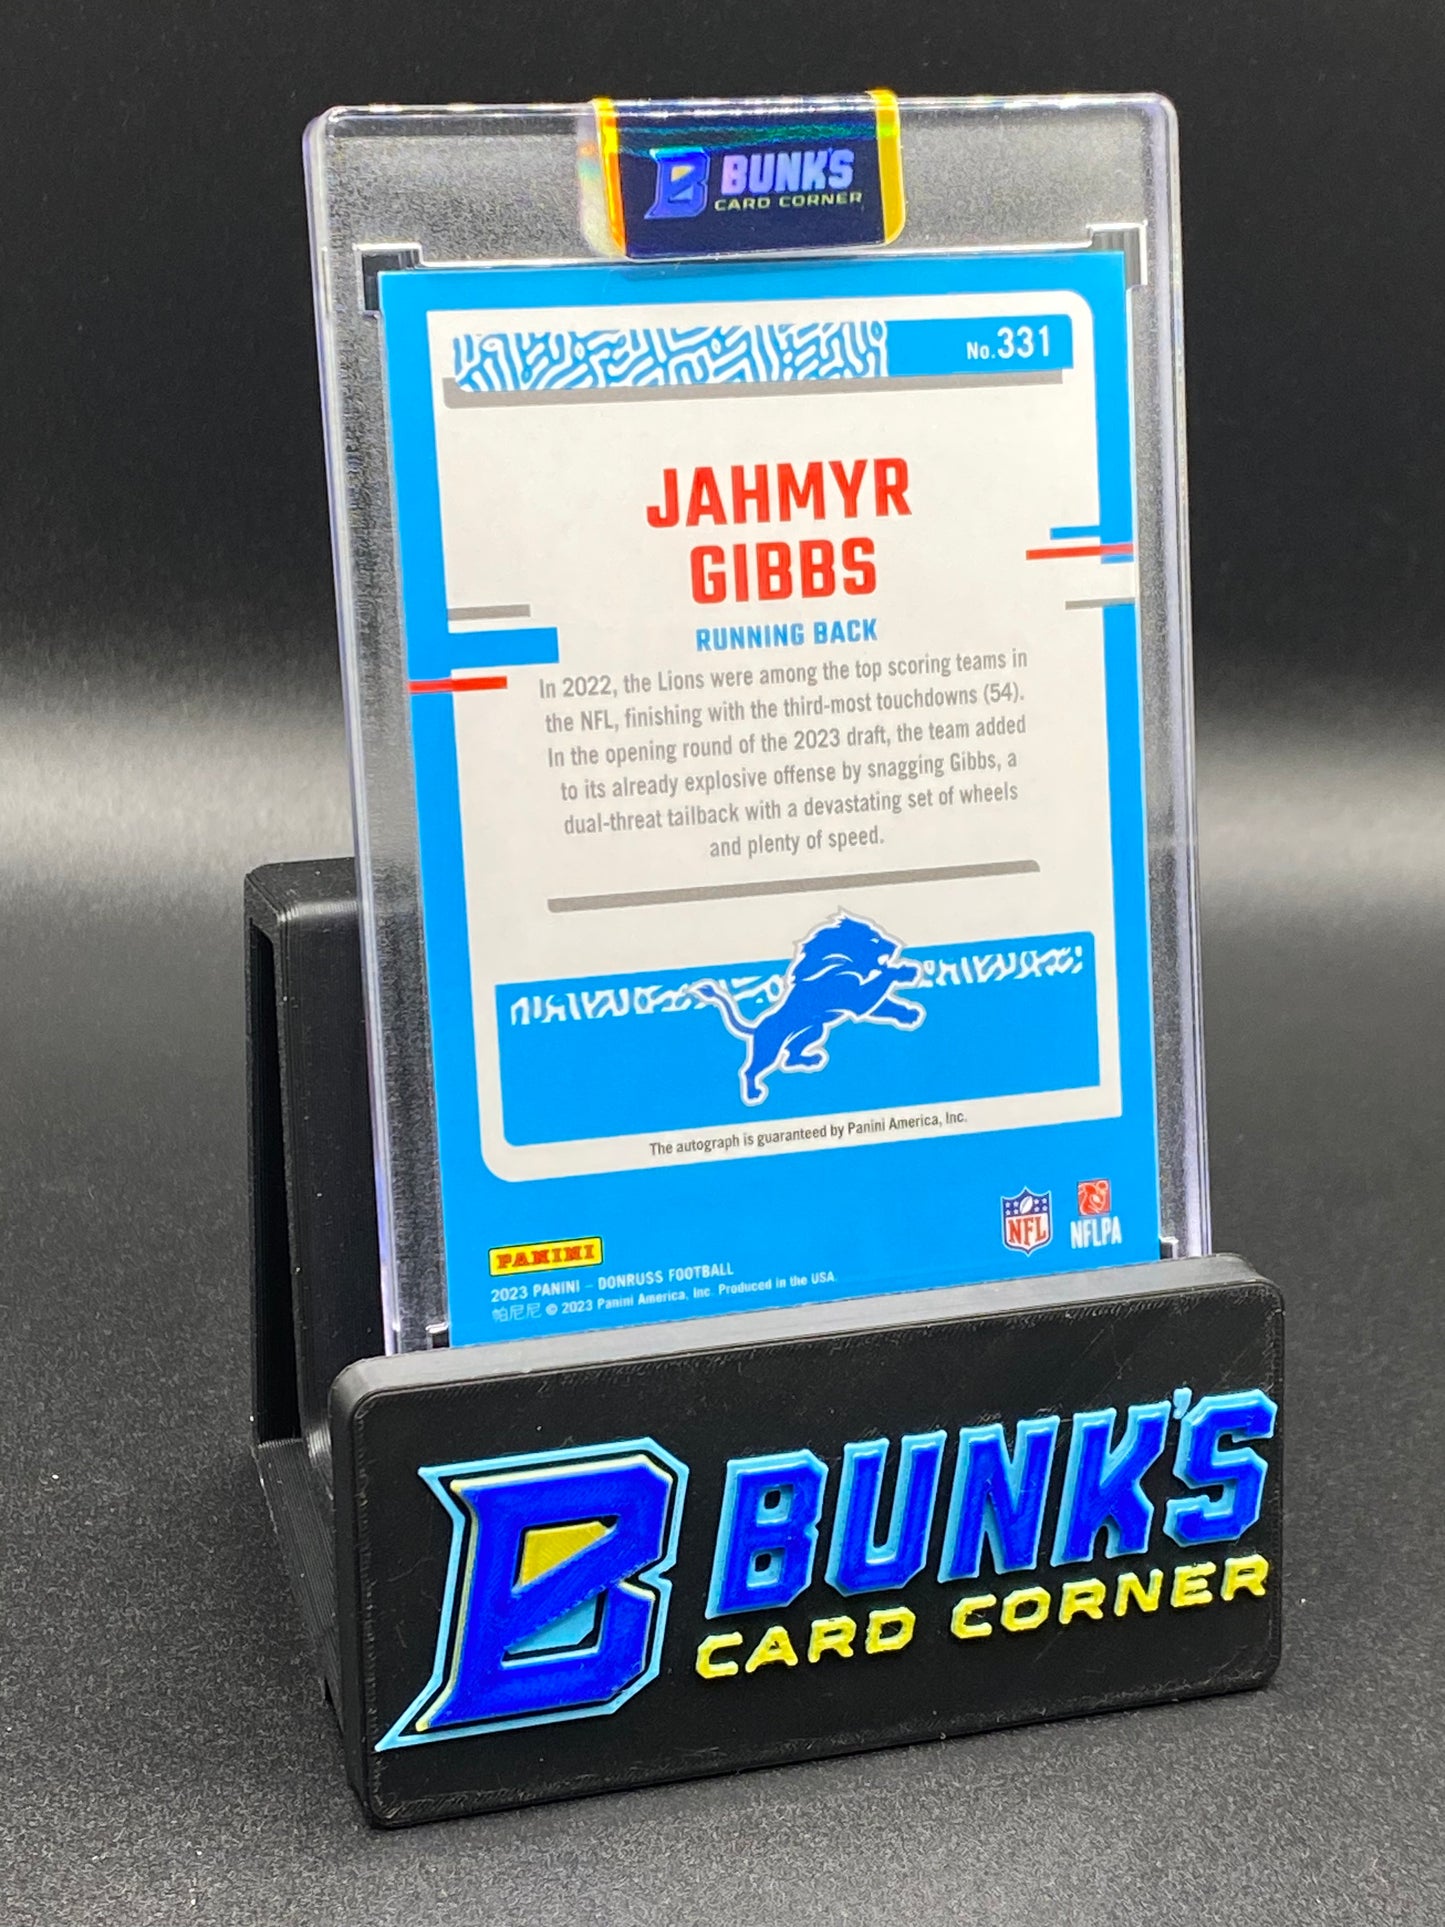 BUNK'S
CARD CORNER
No.331
JAHMYR
GIBBS
RUNNING BACK
In 2022, the Lions were among the top scoring teams in
the NFL, finishing with the third-most touchdowns (54).
In the opening round of the 2023 draft, the team added
to its already explosive offense by snagging Gibbs, a
dual-threat tailback with a devastating set of wheels
and plenty of speed.
The autograph is guaranteed by Panini America, Inc.
NFL
NFLPA
PANINI
2023 PANINI – DONRUSS FOOTBALL
帕尼尼 © 2023 Panini America, Inc. Produced in the USA.
B
BUNK'S
CARD CORNER